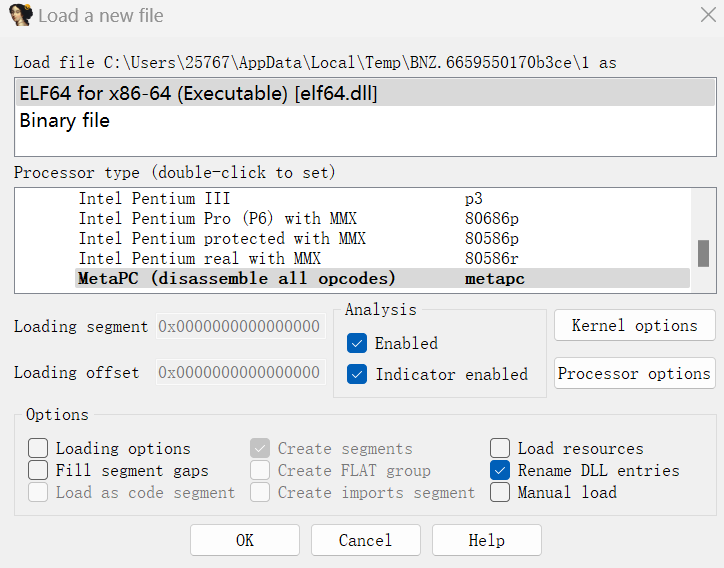 Load a new file
Load file C:\Users\25767\AppData\Local\Temp\BNZ.6659550170b3ce\1 as
ELF64 for x86-64 (Executable) [elf64.dll]
Binary file
Processor type (double-click to set)
Intel Pentium III p3
Intel Pentium Pro (P6) with MMX 80686p
Intel Pentium protected with MMX 80586p
Intel Pentium real with MMX 80586r
MetaPC (disassemble all opcodes) metapc
Loading segment 0x0000000000000000
Loading offset 0x0000000000000000
Analysis
Enabled
Indicator enabled
Kernel options
Processor options
Options
Loading options Create segments Load resources
Fill segment gaps Create FLAT group Rename DLL entries
Load as code segment Create imports segment Manual load
OK Cancel Help